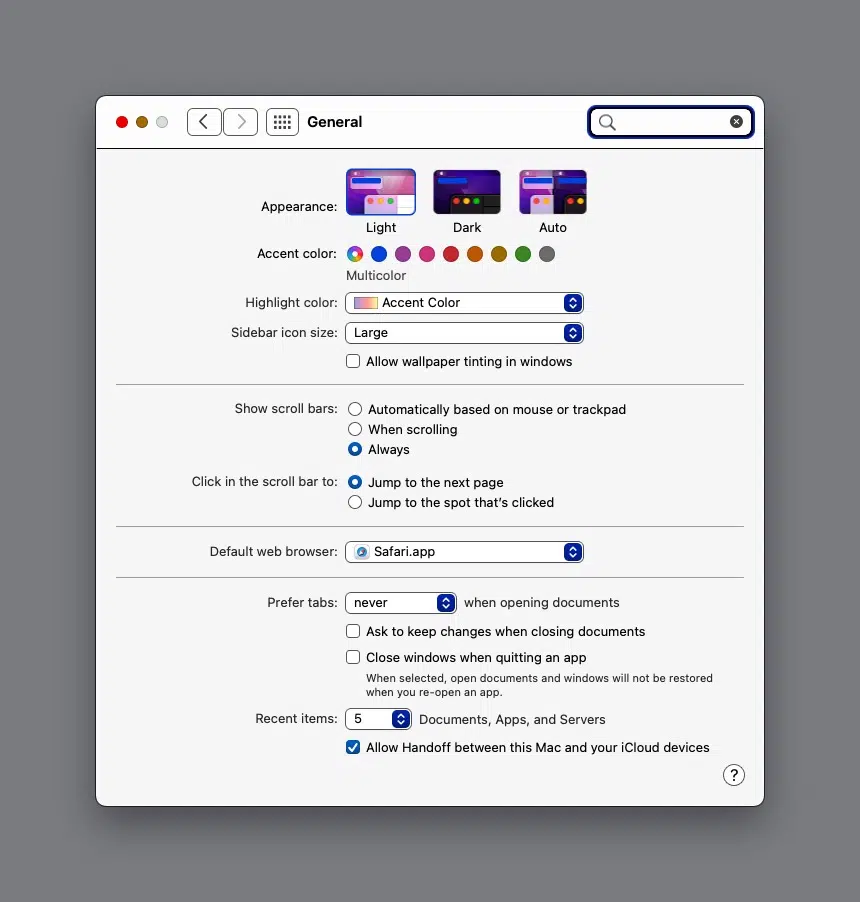 General
Appearance:
Light Dark Auto
Accent color:
Multicolor
Highlight color: Accent Color
Sidebar icon size: Large
Allow wallpaper tinting in windows
Show scroll bars: Automatically based on mouse or trackpad
When scrolling
Always
Click in the scroll bar to: Jump to the next page
Jump to the spot that's clicked
Default web browser: Safari.app
Prefer tabs: never when opening documents
Ask to keep changes when closing documents
Close windows when quitting an app
When selected, open documents and windows will not be restored
when you re-open an app.
Recent items: 5 Documents, Apps, and Servers
Allow Handoff between this Mac and your iCloud devices
?